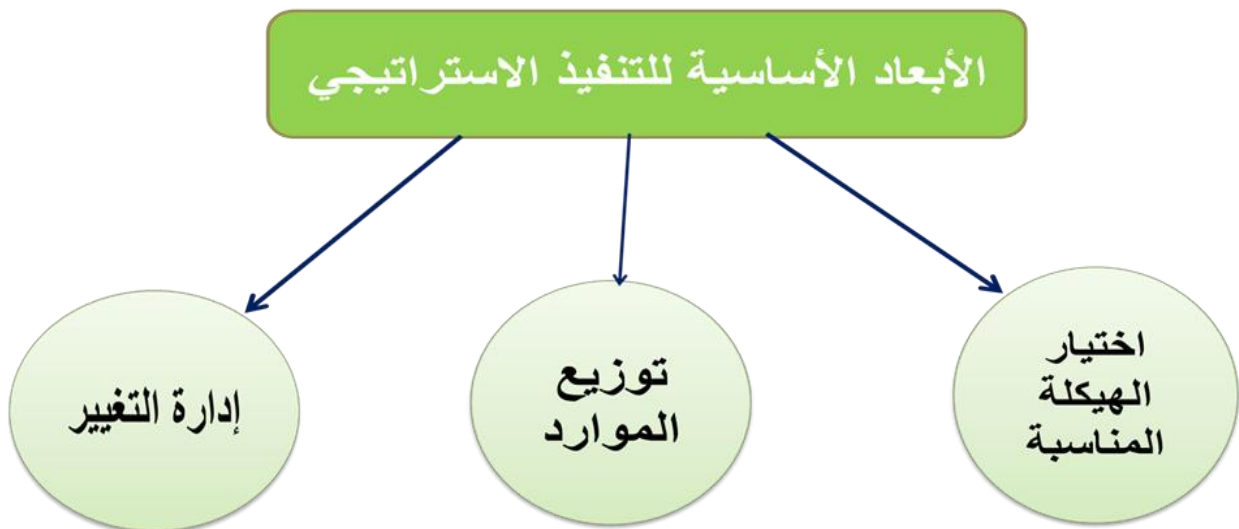 الأبعاد الأساسية للتنفيذ الاستراتيجي
اختيار
الهيكلة
المناسبة
توزيع
الموارد
إدارة التغيير